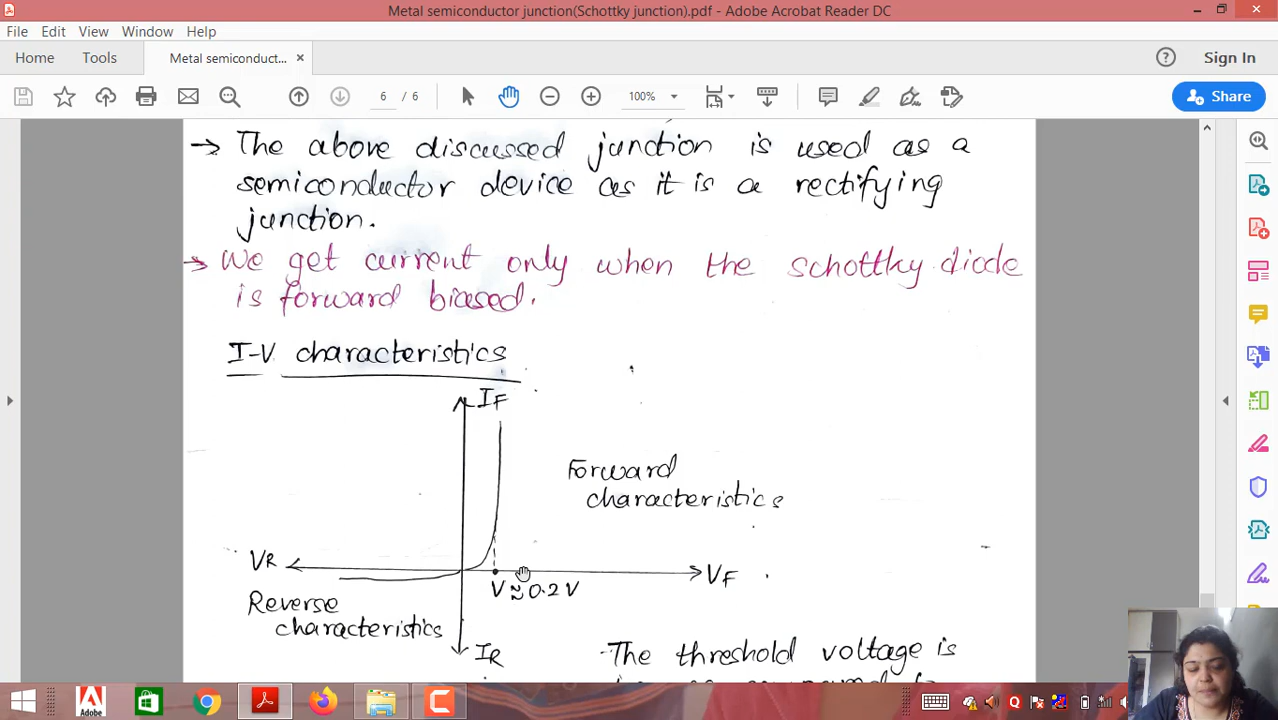 Metal semiconductor junction(Schottky junction).pdf - Adobe Acrobat Reader DC
File Edit View Window Help
Home Tools Metal semiconduct... × Sign In
6 / 6 100% Share
→ The above discussed junction is used as a
semiconductor device as it is a rectifying
junction.
→ We get current only when the schottky diode
is forward biased.
I-V characteristics
IF
Forward
characteristics
VR
VF
V ≈ 0.2 V
Reverse
characteristics
IR
The threshold voltage is
Adobe